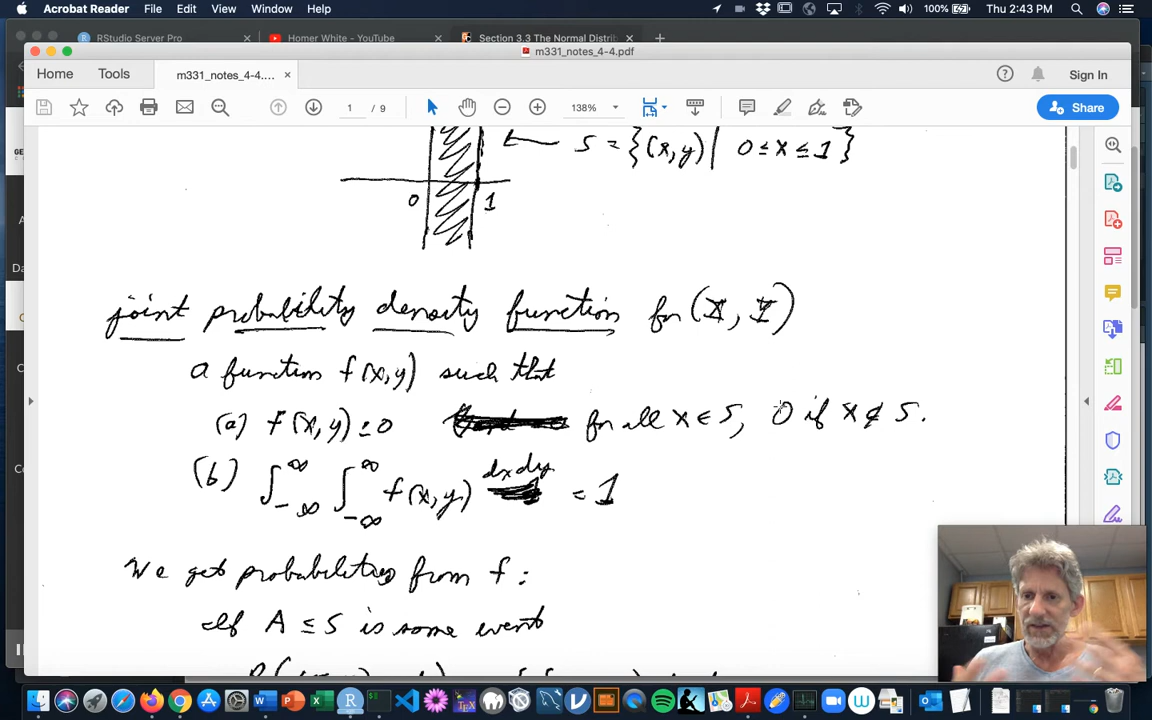 Acrobat Reader File Edit View Window Help 100% Thu 2:43 PM
RStudio Server Pro × Homer White - YouTube × Section 3.3 The Normal Distrib ×
m331_notes_4-4.pdf
Home Tools m331_notes_4-4.... × Sign In
1 / 9 138% Share
S = {(x,y) | 0 ≤ x ≤ 1}
0 1
joint probability density function for (X, Y)
a function f(x,y) such that
(a) f(x,y) ≥ 0 for all x ∈ S, 0 if x ∉ S.
(b) ∫_{-∞}^{∞} ∫_{-∞}^{∞} f(x,y) dx dy = 1
We get probabilities from f:
If A ≤ S is some event